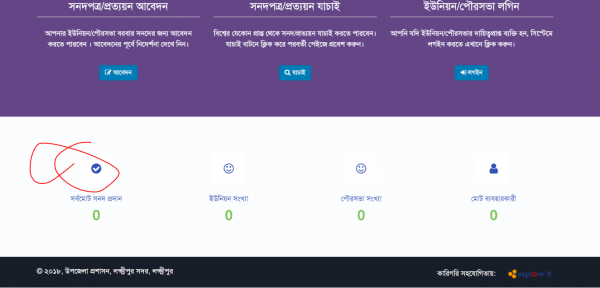 সনদপত্র/প্রত্যয়ন আবেদন
আপনার ইউনিয়ন/পৌরসভা বরাবর সনদের জন্য আবেদন
করতে পারবেন । আবেদনের পূর্বে নির্দেশনা দেখে নিন।
আবেদন
সনদপত্র/প্রত্যয়ন যাচাই
বিশ্বের যেকোন প্রান্ত থেকে সনদ/প্রত্যয়ন যাচাই করতে পারবেন।
যাচাই বাটনে ক্লিক করে পরবর্তী পেইজে প্রবেশ করুন।
যাচাই
ইউনিয়ন/পৌরসভা লগিন
আপনি যদি ইউনিয়ন/পৌরসভার দায়িত্বপ্রাপ্ত ব্যক্তি হন, সিস্টেমে
লগইন করতে এখানে ক্লিক করুন।
লগইন
সর্বমোট সনদ প্রদান
0
ইউনিয়ন সংখ্যা
0
পৌরসভা সংখ্যা
0
মোট ব্যবহারকারী
0
© ২০১৮, উপজেলা প্রশাসন, লক্ষ্মীপুর সদর, লক্ষ্মীপুর
কারিগরি সহযোগিতায়:
explore it